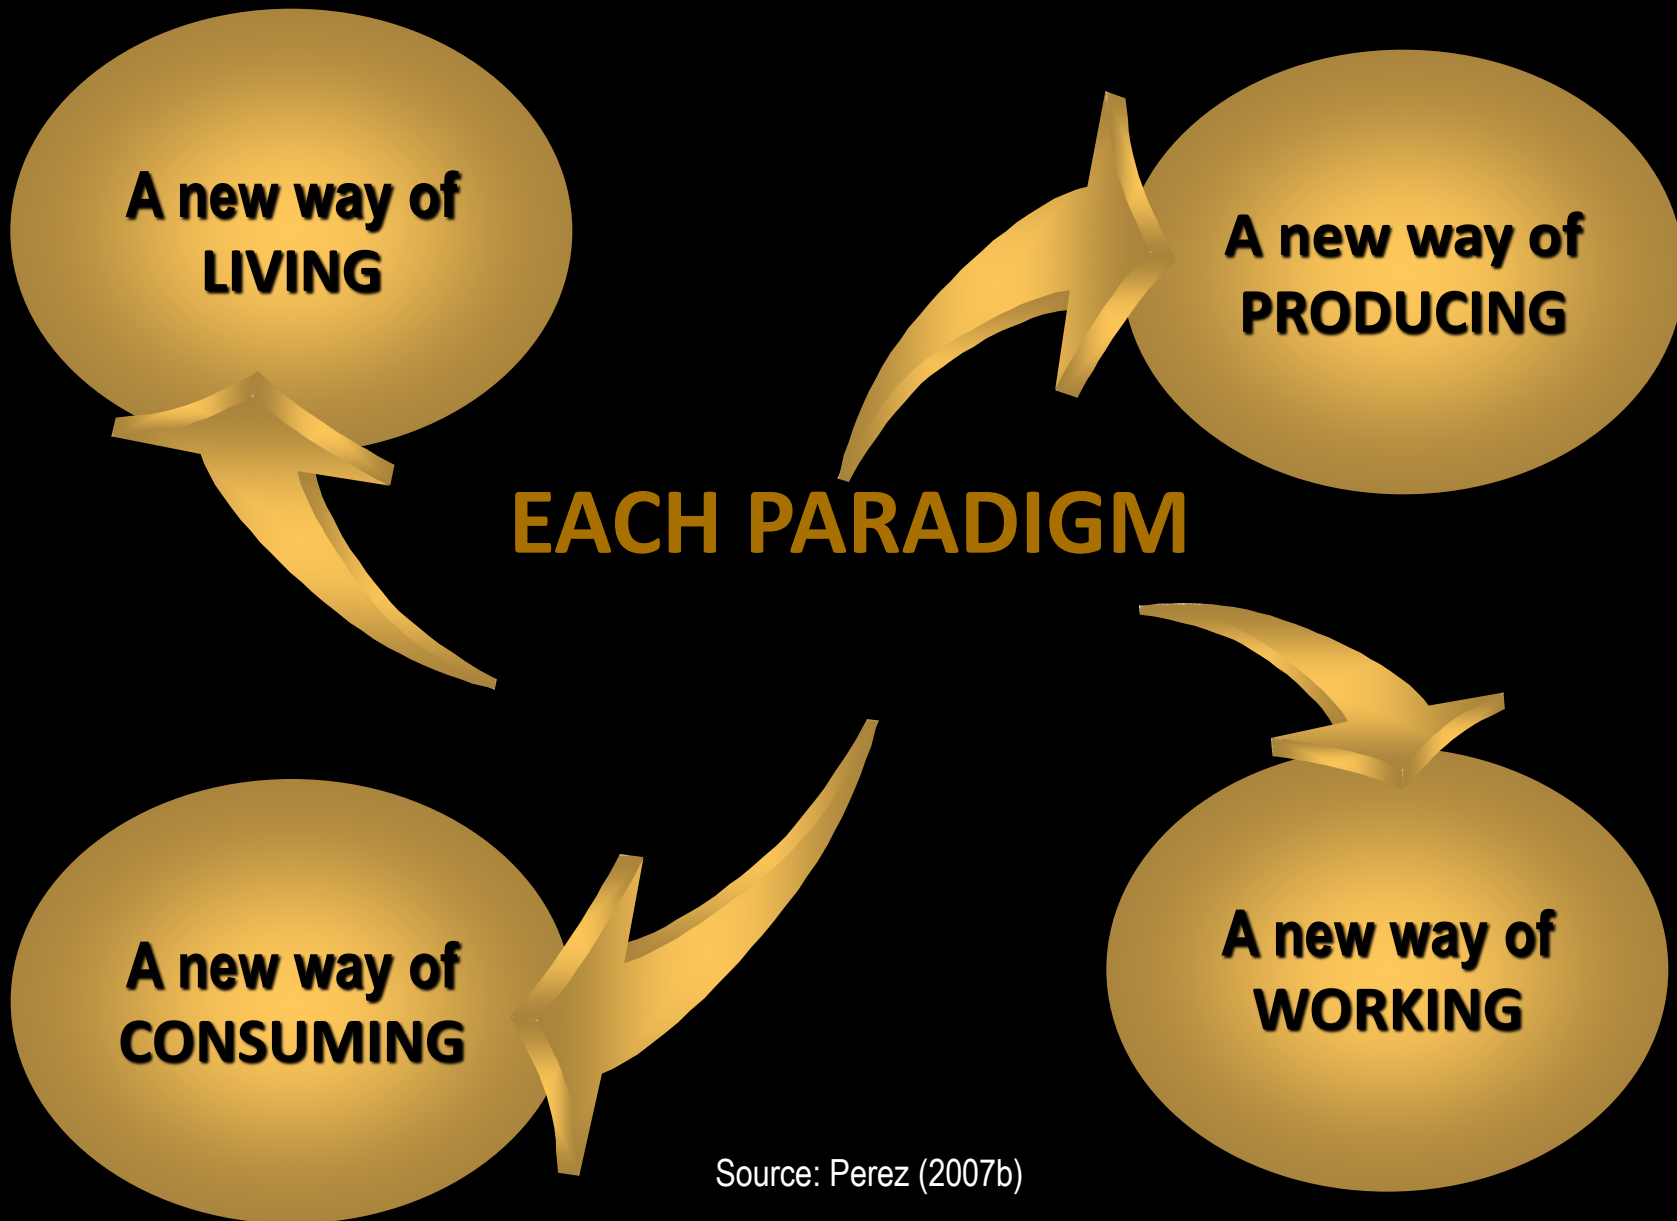 A new way of
LIVING
A new way of
PRODUCING
EACH PARADIGM
A new way of
CONSUMING
A new way of
WORKING
Source: Perez (2007b)